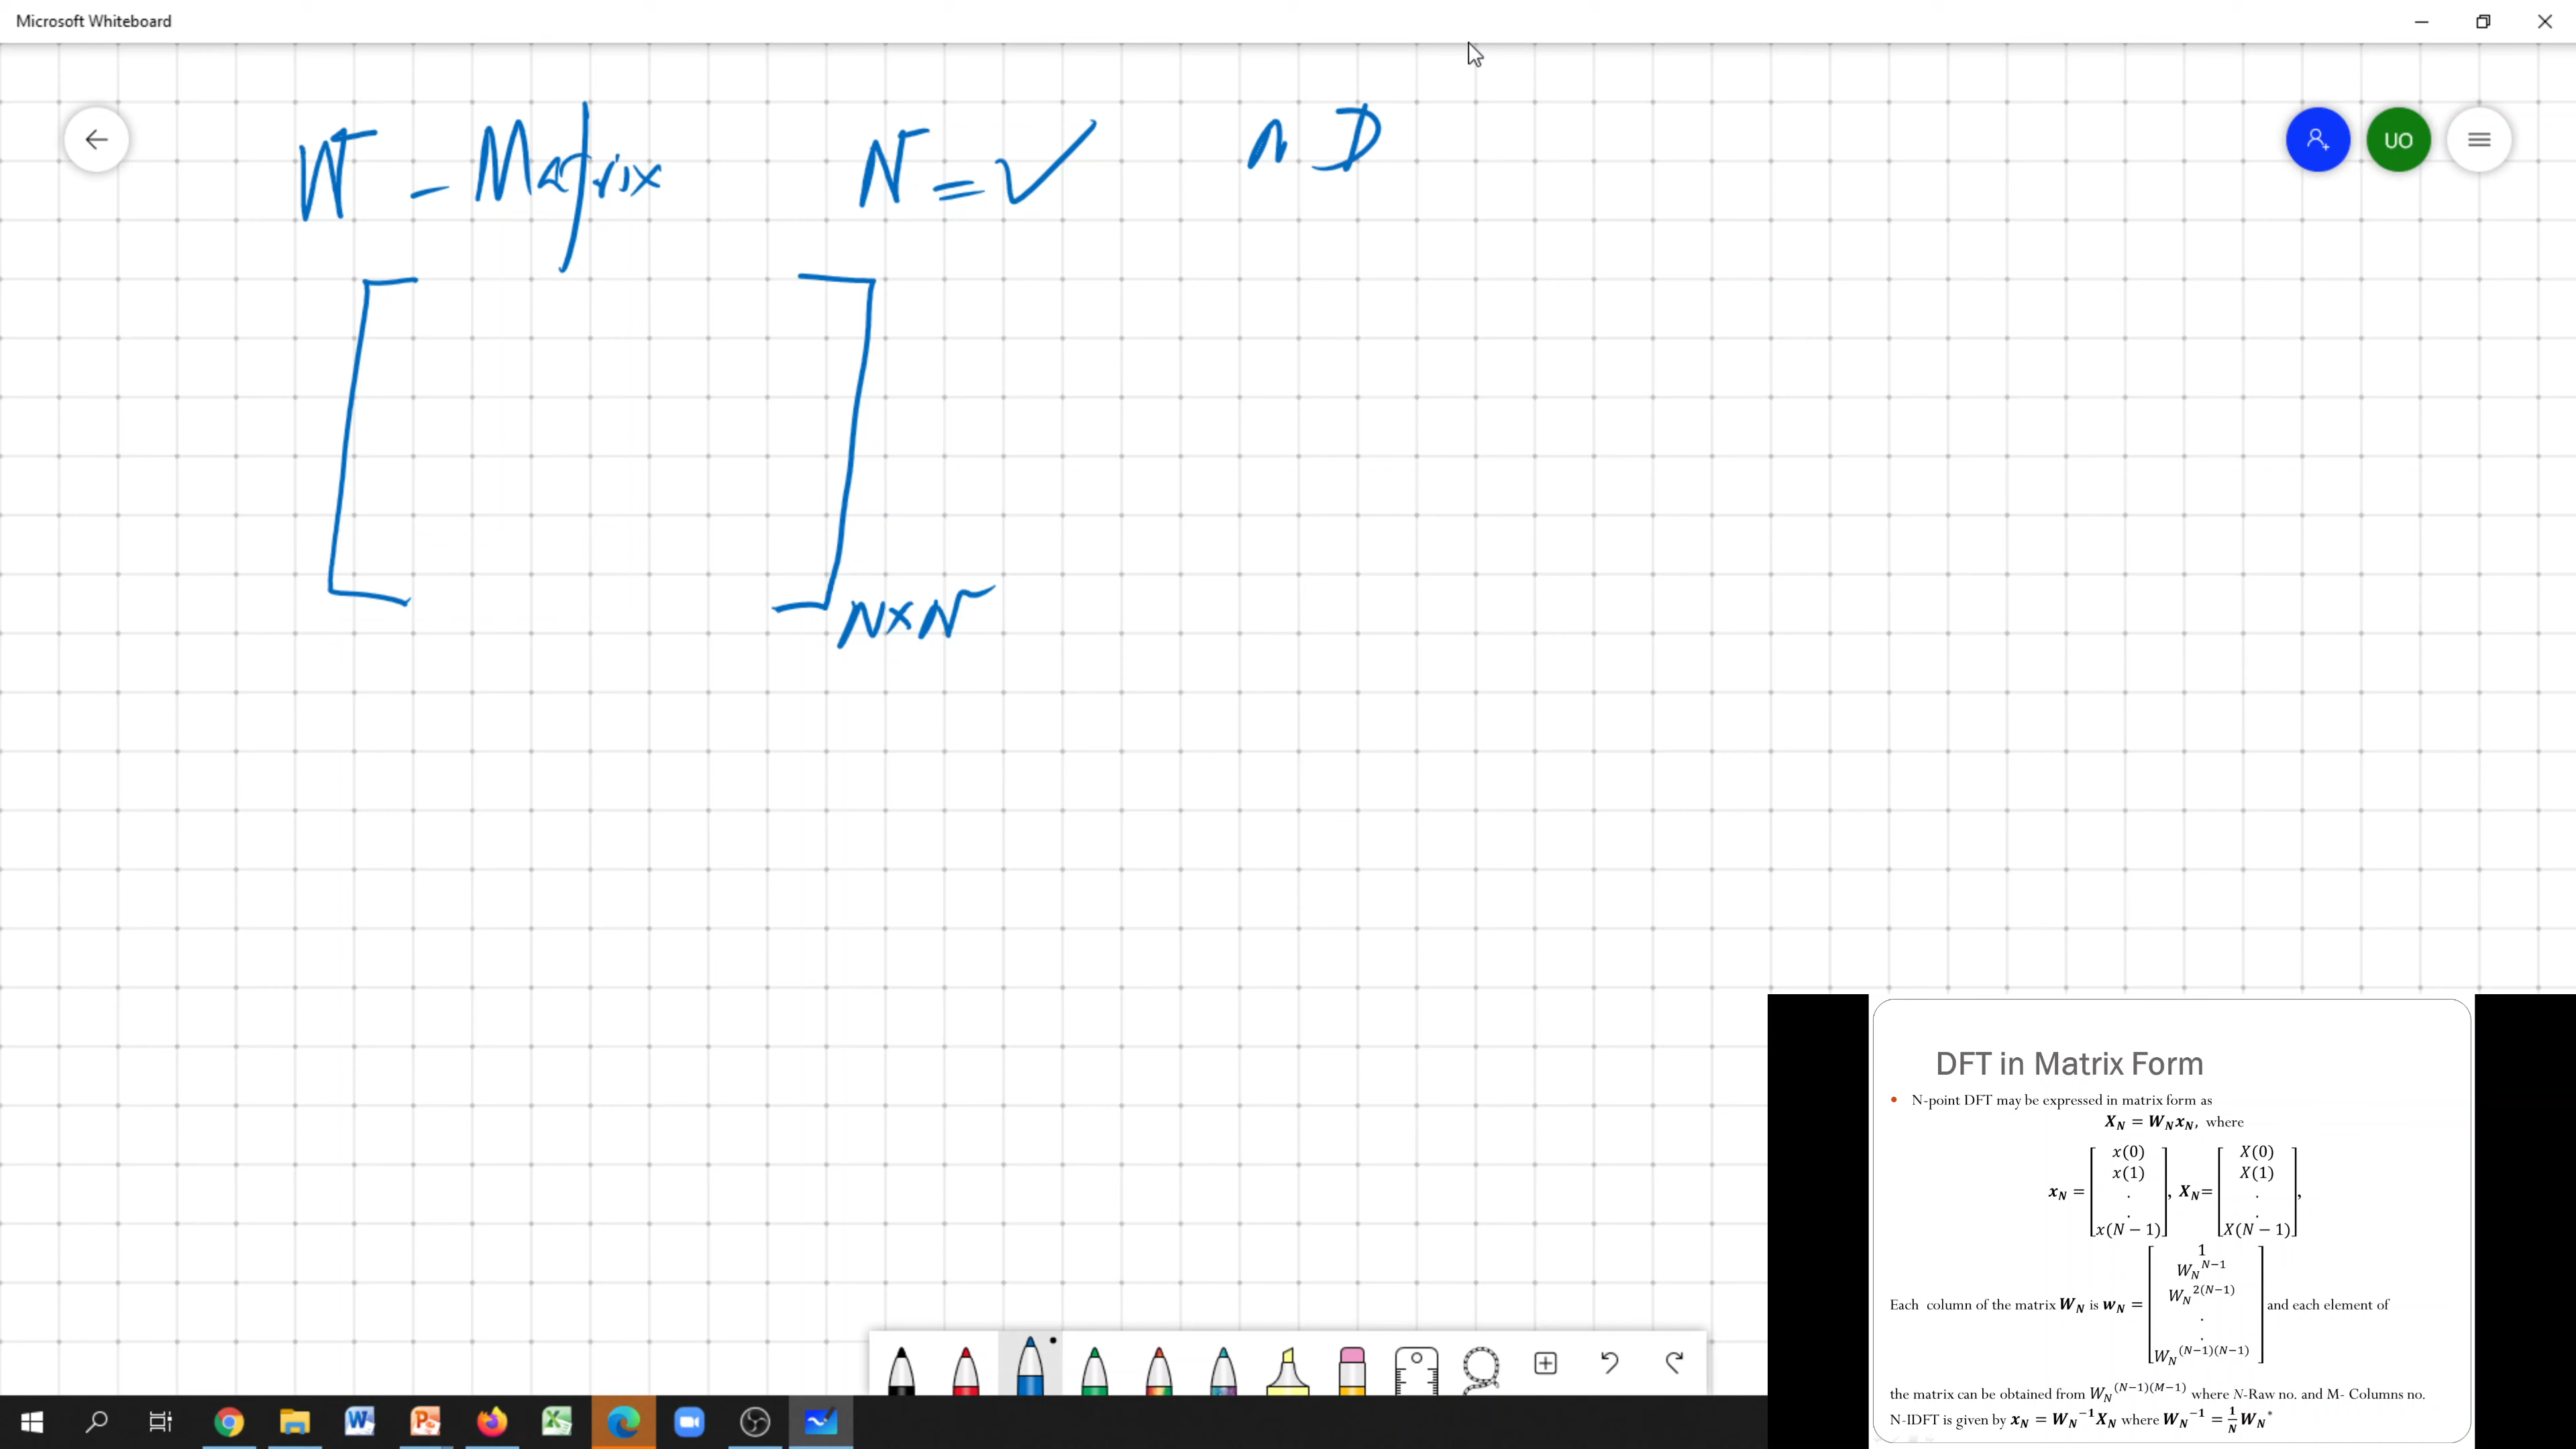 Microsoft Whiteboard
W - Matrix N = ✓ n D
UO
N×N
DFT in Matrix Form
• N-point DFT may be expressed in matrix form as
X_N = W_N x_N, where
x_N = [x(0) x(1) . . x(N − 1)], X_N = [X(0) X(1) . . X(N − 1)],
Each column of the matrix W_N is w_N = [1 W_N^{N−1} W_N^{2(N−1)} . . W_N^{(N−1)(N−1)}] and each element of
the matrix can be obtained from W_N^{(N−1)(M−1)} where N-Raw no. and M- Columns no.
N-IDFT is given by x_N = W_N^{−1} X_N where W_N^{−1} = 1/N W_N^*